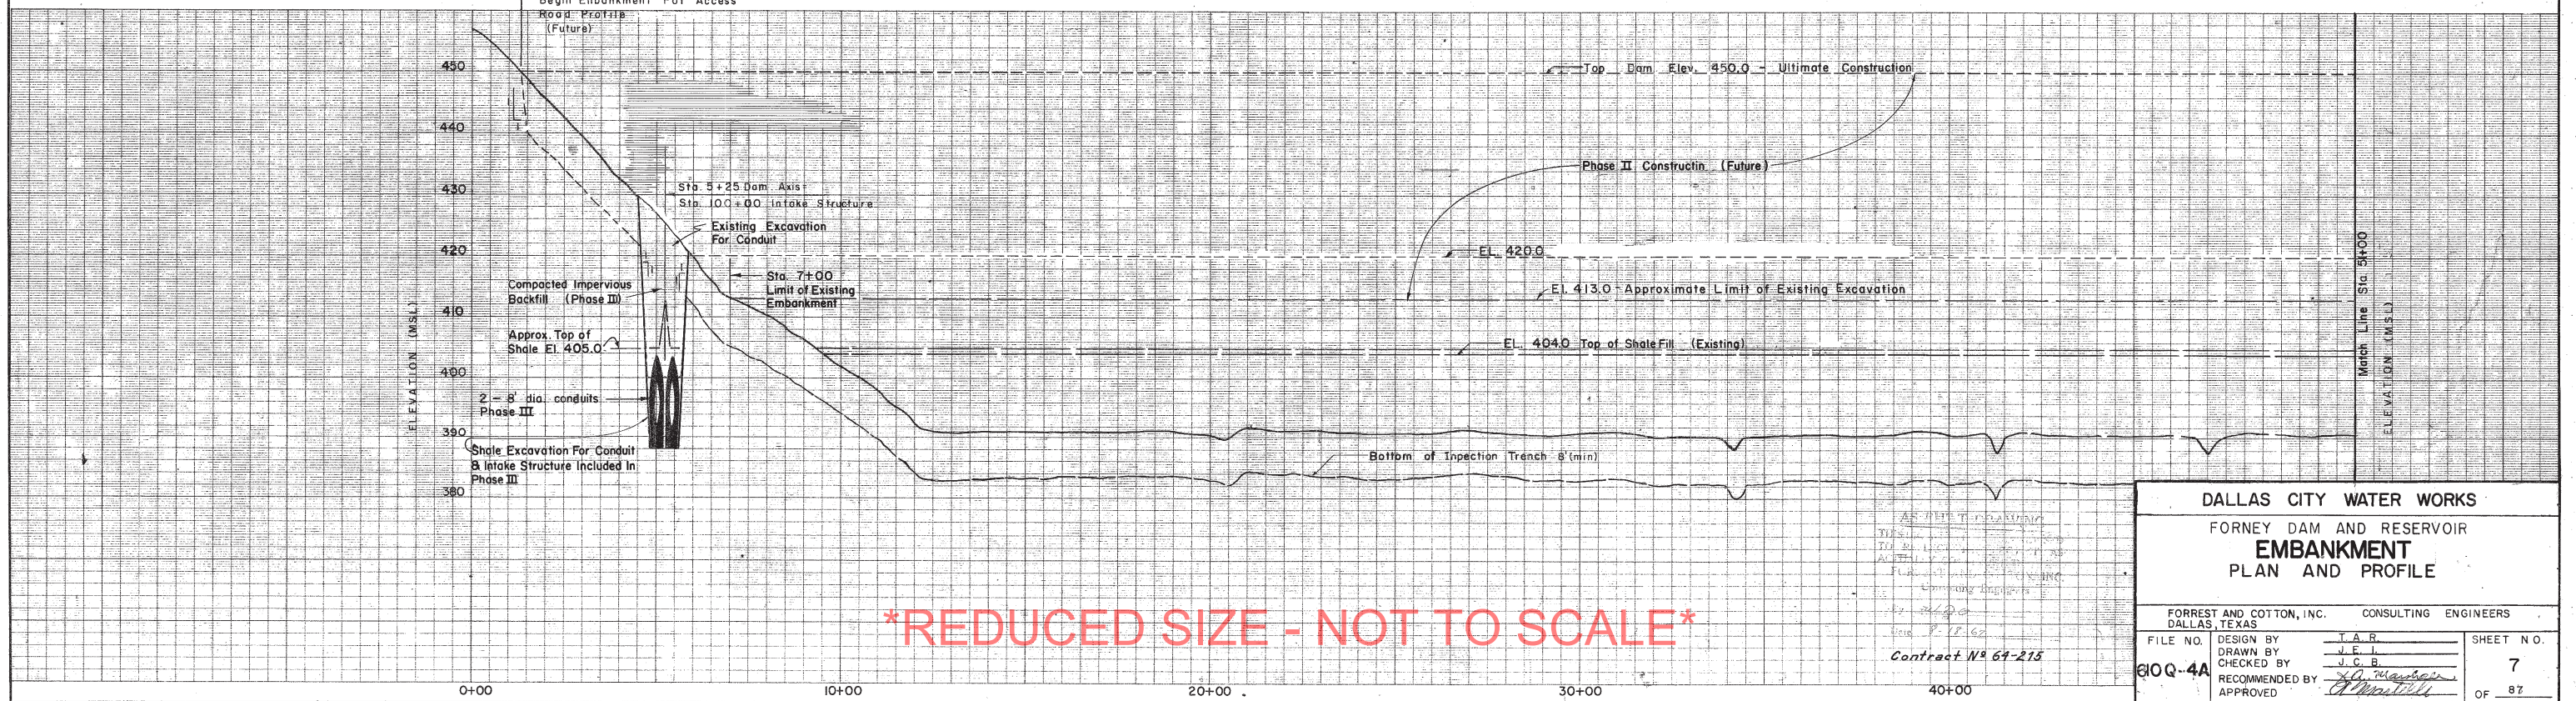 Begin Embankment For Access
Road Profile
(Future)
450
440
430
420
410
400
390
380
ELEVATION (MSL)
Top Dam Elev. 450.0 - Ultimate Construction
Phase II Constructin (Future)
Sta. 5+25 Dam Axis=
Sta. 100+00 Intake Structure
Existing Excavation
For Conduit
EL. 420.0
Sta. 7+00
Limit of Existing
Embankment
Compacted Impervious
Backfill (Phase III)
El. 413.0 - Approximate Limit of Existing Excavation
Approx. Top of
Shale El. 405.0
EL. 404.0 Top of Shale Fill (Existing)
2 - 8' dia. conduits
Phase III
Shale Excavation For Conduit
& Intake Structure Included In
Phase III
Bottom of Inpection Trench 8' (min)
Match Line Sta. 51+00
ELEVATION (MSL)
*REDUCED SIZE - NOT TO SCALE*
Contract Nº 64-215
0+00
10+00
20+00
30+00
40+00
DALLAS CITY WATER WORKS
FORNEY DAM AND RESERVOIR
EMBANKMENT
PLAN AND PROFILE
FORREST AND COTTON, INC. CONSULTING ENGINEERS
DALLAS, TEXAS
FILE NO.
610Q-4A
DESIGN BY T. A. R.
DRAWN BY J. E. I.
CHECKED BY J. C. B.
RECOMMENDED BY
APPROVED
SHEET NO.
7
OF 87